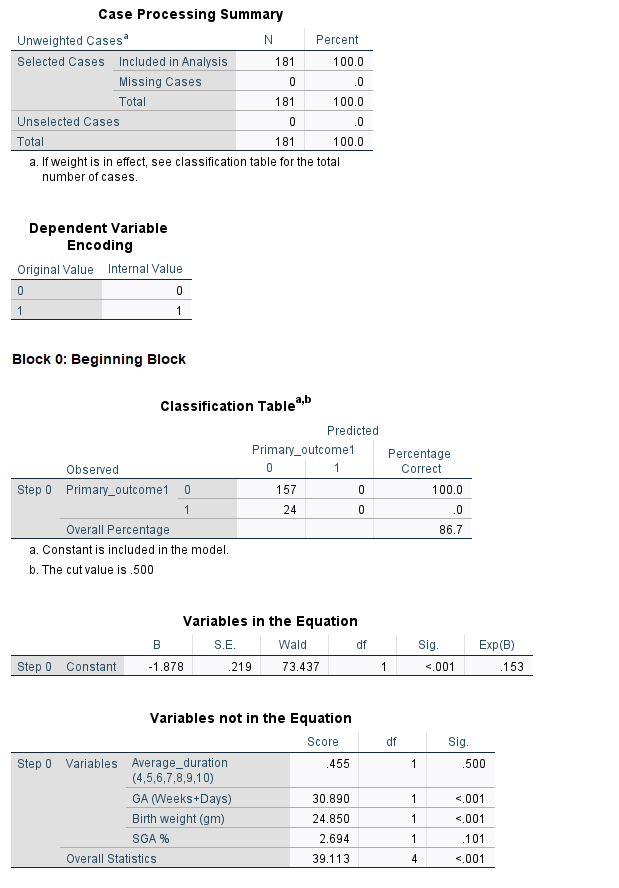 Case Processing Summary
Unweighted Cases^a N Percent
Selected Cases Included in Analysis 181 100.0
Missing Cases 0 .0
Total 181 100.0
Unselected Cases 0 .0
Total 181 100.0
a. If weight is in effect, see classification table for the total
number of cases.
Dependent Variable
Encoding
Original Value Internal Value
0 0
1 1
Block 0: Beginning Block
Classification Table^a,b
Predicted
Primary_outcome1 Percentage
Observed 0 1 Correct
Step 0 Primary_outcome1 0 157 0 100.0
1 24 0 .0
Overall Percentage 86.7
a. Constant is included in the model.
b. The cut value is .500
Variables in the Equation
B S.E. Wald df Sig. Exp(B)
Step 0 Constant -1.878 .219 73.437 1 <.001 .153
Variables not in the Equation
Score df Sig.
Step 0 Variables Average_duration .455 1 .500
(4,5,6,7,8,9,10)
GA (Weeks+Days) 30.890 1 <.001
Birth weight (gm) 24.850 1 <.001
SGA % 2.694 1 .101
Overall Statistics 39.113 4 <.001